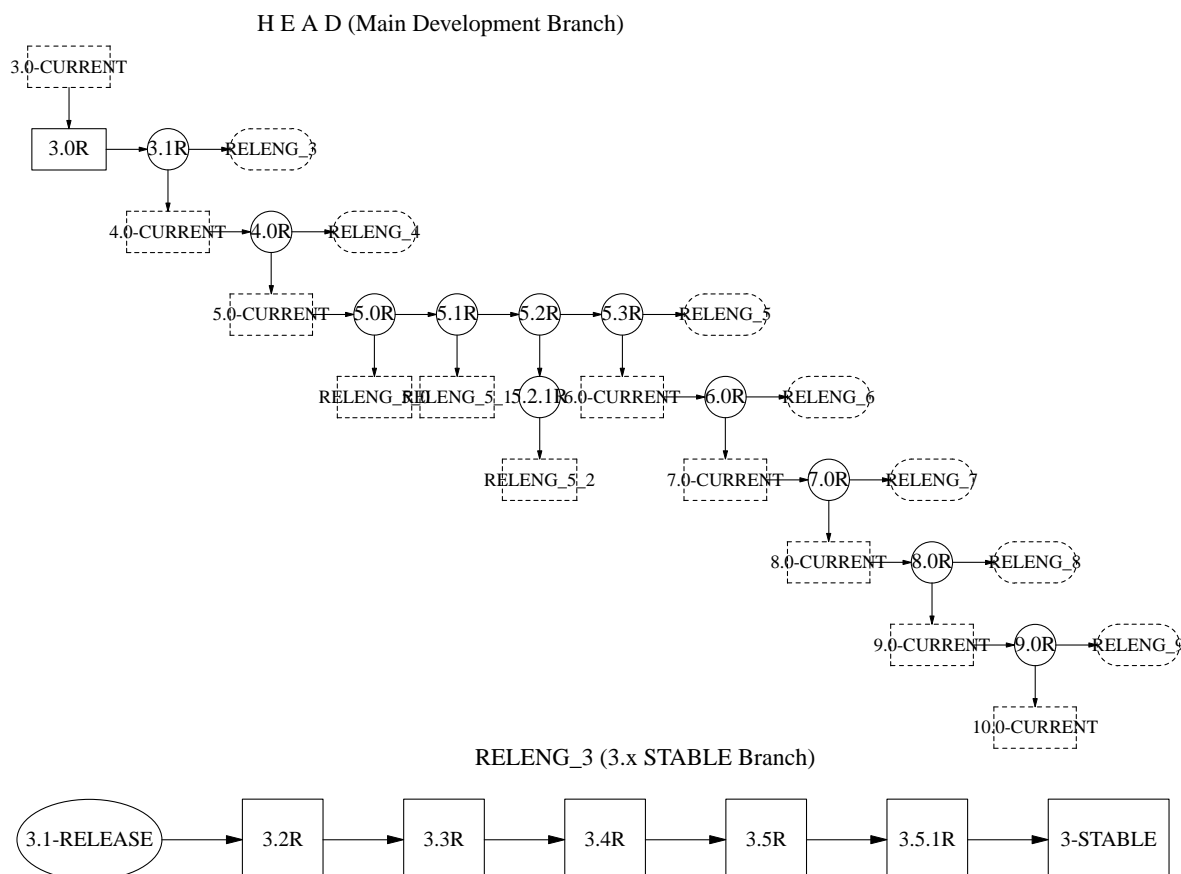 H E A D (Main Development Branch)
3.0-CURRENT
3.0R 3.1R RELENG_3
4.0-CURRENT 4.0R RELENG_4
5.0-CURRENT 5.0R 5.1R 5.2R 5.3R RELENG_5
RELENG_5_0 RELENG_5_1 5.2.1R 6.0-CURRENT 6.0R RELENG_6
RELENG_5_2 7.0-CURRENT 7.0R RELENG_7
8.0-CURRENT 8.0R RELENG_8
9.0-CURRENT 9.0R RELENG_9
10.0-CURRENT
RELENG_3 (3.x STABLE Branch)
3.1-RELEASE 3.2R 3.3R 3.4R 3.5R 3.5.1R 3-STABLE